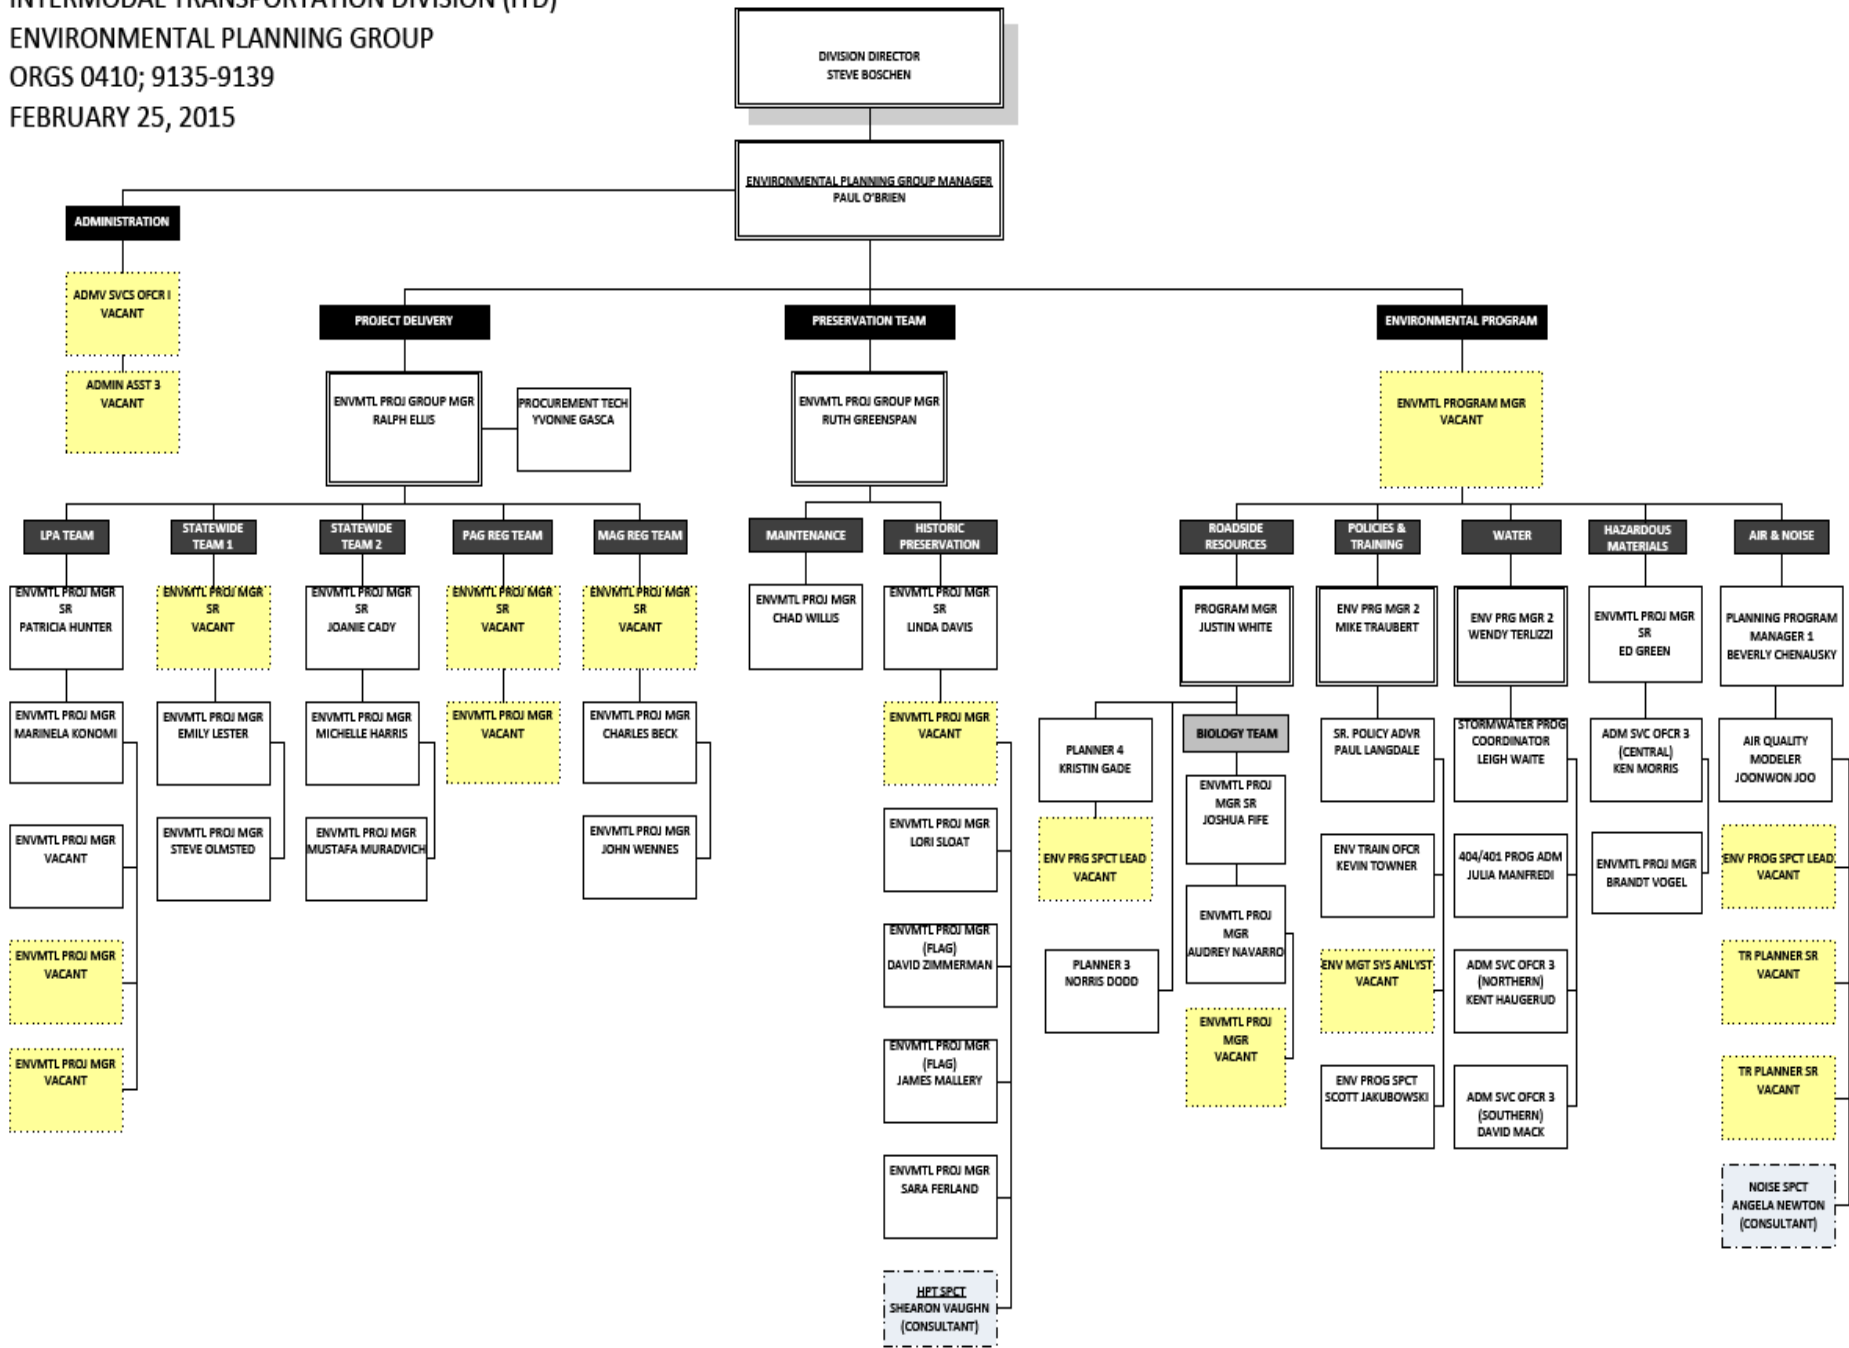 INTERMODAL TRANSPORTATION DIVISION (ITD)
ENVIRONMENTAL PLANNING GROUP
ORGS 0410; 9135-9139
FEBRUARY 25, 2015
DIVISION DIRECTOR
STEVE BOSCHEN
ENVIRONMENTAL PLANNING GROUP MANAGER
PAUL O'BRIEN
ADMINISTRATION
ADMV SVCS OFCR I
VACANT
ADMIN ASST 3
VACANT
PROJECT DELIVERY
ENVMTL PROJ GROUP MGR
RALPH ELLIS
PROCUREMENT TECH
YVONNE GASCA
LPA TEAM
ENVMTL PROJ MGR
SR
PATRICIA HUNTER
ENVMTL PROJ MGR
MARINELA KONOMI
ENVMTL PROJ MGR
VACANT
ENVMTL PROJ MGR
VACANT
ENVMTL PROJ MGR
VACANT
STATEWIDE
TEAM 1
ENVMTL PROJ MGR
SR
VACANT
ENVMTL PROJ MGR
EMILY LESTER
ENVMTL PROJ MGR
STEVE OLMSTED
STATEWIDE
TEAM 2
ENVMTL PROJ MGR
SR
JOANIE CADY
ENVMTL PROJ MGR
MICHELLE HARRIS
ENVMTL PROJ MGR
MUSTAFA MURADVICH
PAG REG TEAM
ENVMTL PROJ MGR
SR
VACANT
ENVMTL PROJ MGR
VACANT
MAG REG TEAM
ENVMTL PROJ MGR
SR
VACANT
ENVMTL PROJ MGR
CHARLES BECK
ENVMTL PROJ MGR
JOHN WENNES
PRESERVATION TEAM
ENVMTL PROJ GROUP MGR
RUTH GREENSPAN
MAINTENANCE
ENVMTL PROJ MGR
CHAD WILLIS
HISTORIC
PRESERVATION
ENVMTL PROJ MGR
SR
LINDA DAVIS
ENVMTL PROJ MGR
VACANT
ENVMTL PROJ MGR
LORI SLOAT
ENVMTL PROJ MGR
(FLAG)
DAVID ZIMMERMAN
ENVMTL PROJ MGR
(FLAG)
JAMES MALLERY
ENVMTL PROJ MGR
SARA FERLAND
HPT SPCT
SHEARON VAUGHN
(CONSULTANT)
ENVIRONMENTAL PROGRAM
ENVMTL PROGRAM MGR
VACANT
ROADSIDE
RESOURCES
PROGRAM MGR
JUSTIN WHITE
PLANNER 4
KRISTIN GADE
ENV PRG SPCT LEAD
VACANT
PLANNER 3
NORRIS DODD
BIOLOGY TEAM
ENVMTL PROJ
MGR SR
JOSHUA FIFE
ENVMTL PROJ
MGR
AUDREY NAVARRO
ENVMTL PROJ
MGR
VACANT
POLICIES &
TRAINING
ENV PRG MGR 2
MIKE TRAUBERT
SR. POLICY ADVR
PAUL LANGDALE
ENV TRAIN OFCR
KEVIN TOWNER
ENV MGT SYS ANLYST
VACANT
ENV PROG SPCT
SCOTT JAKUBOWSKI
WATER
ENV PRG MGR 2
WENDY TERLIZZI
STORMWATER PROG
COORDINATOR
LEIGH WAITE
404/401 PROG ADM
JULIA MANFREDI
ADM SVC OFCR 3
(NORTHERN)
KENT HAUGERUD
ADM SVC OFCR 3
(SOUTHERN)
DAVID MACK
HAZARDOUS
MATERIALS
ENVMTL PROJ MGR
SR
ED GREEN
ADM SVC OFCR 3
(CENTRAL)
KEN MORRIS
ENVMTL PROJ MGR
BRANDT VOGEL
AIR & NOISE
PLANNING PROGRAM
MANAGER 1
BEVERLY CHENAUSKY
AIR QUALITY
MODELER
JOONWON JOO
ENV PROG SPCT LEAD
VACANT
TR PLANNER SR
VACANT
TR PLANNER SR
VACANT
NOISE SPCT
ANGELA NEWTON
(CONSULTANT)